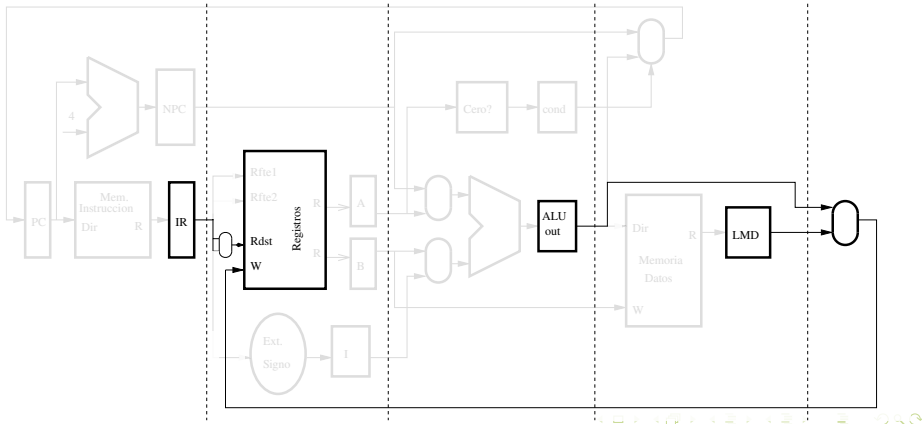 4
NPC
Cero?
cond
PC
Mem.
Instruccion
Dir
R
IR
Rfte1
Rfte2
Rdst
W
Registros
R
R
A
B
ALU
out
Dir
R
Memoria
Datos
W
LMD
Ext.
Signo
I